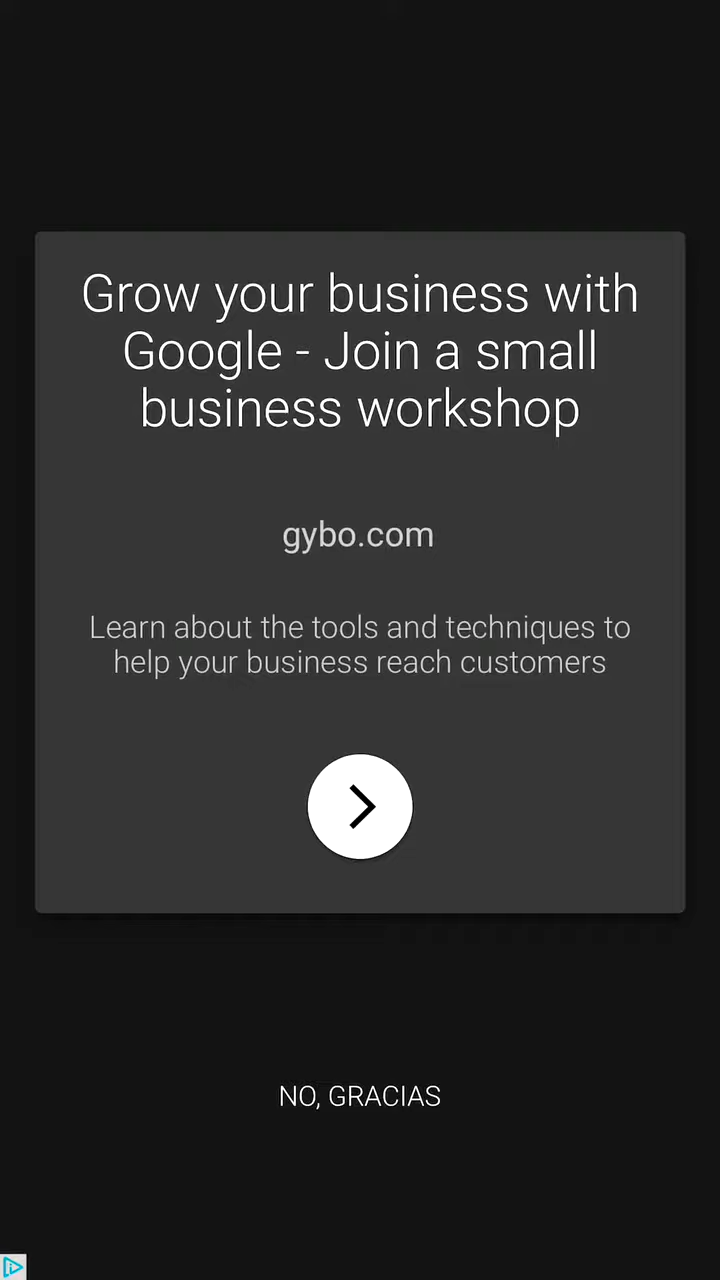 Grow your business with
Google - Join a small
business workshop
gybo.com
Learn about the tools and techniques to
help your business reach customers
NO, GRACIAS